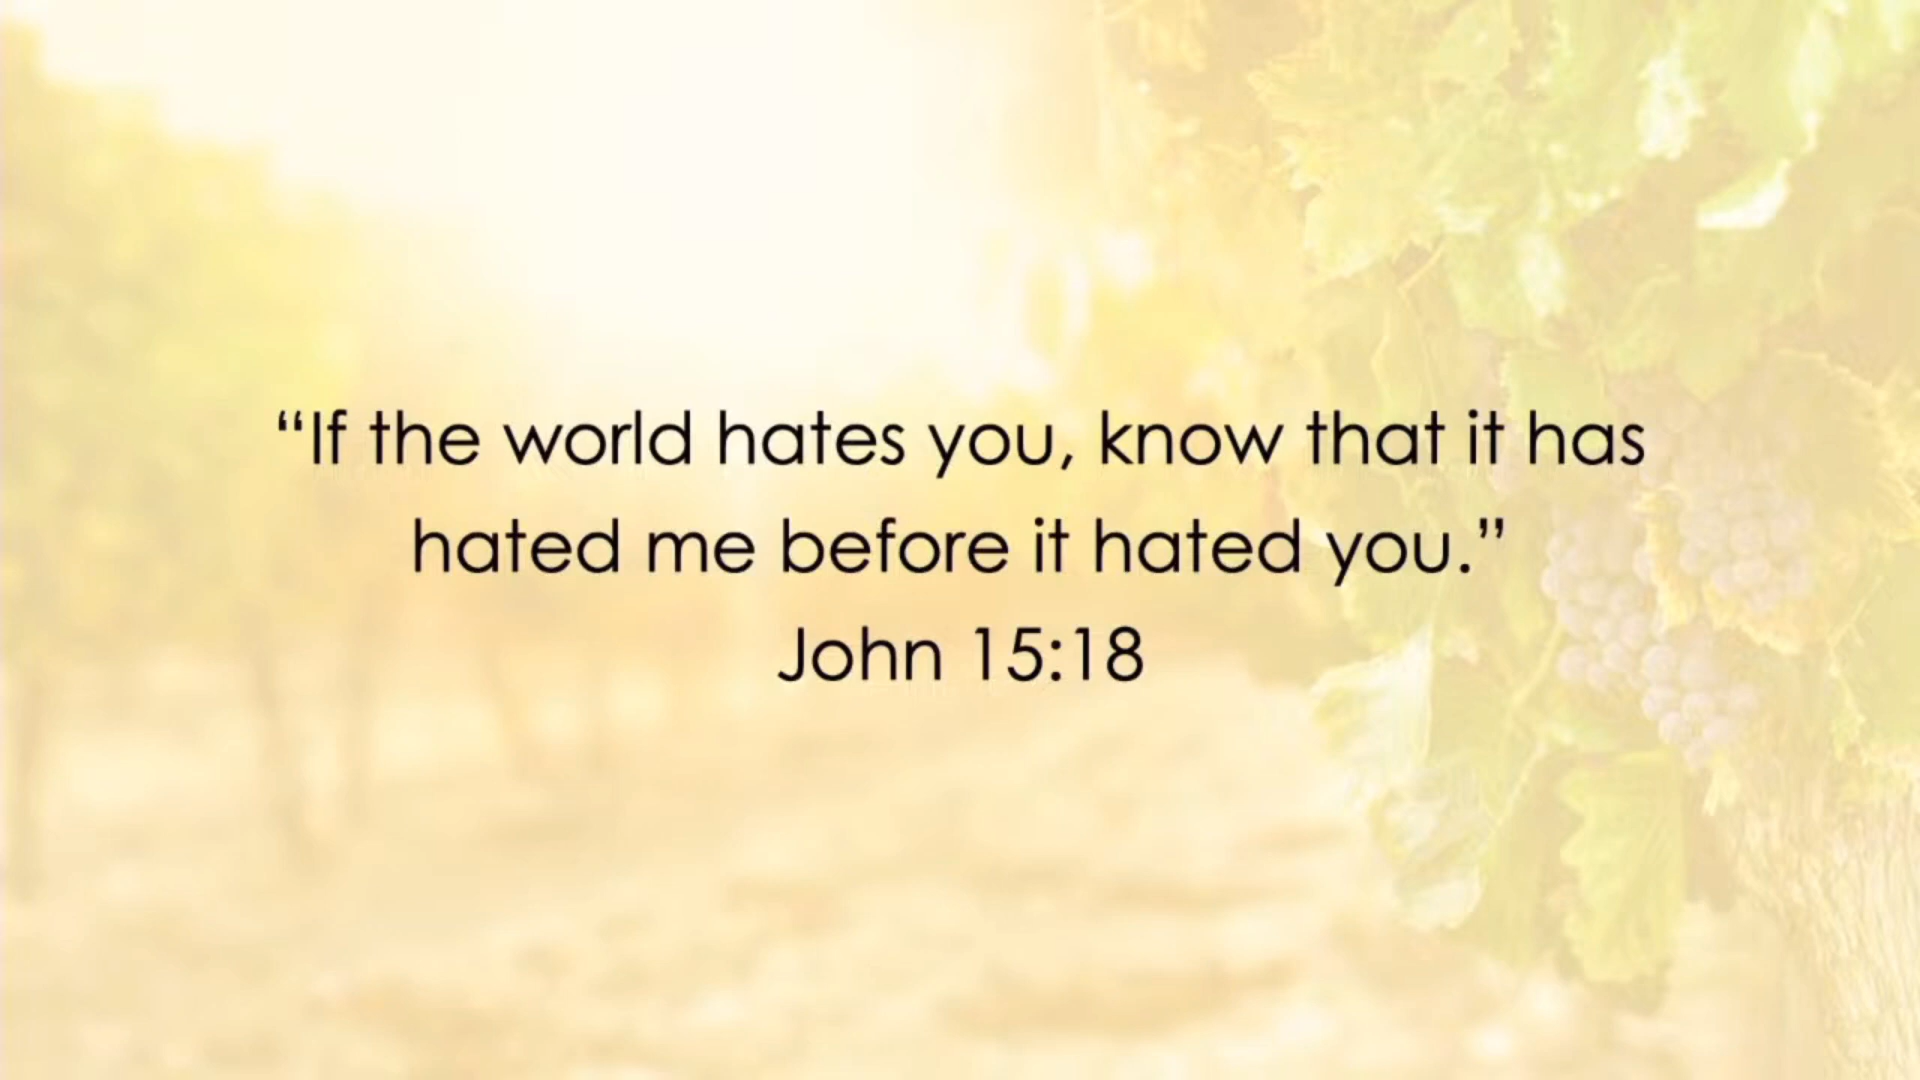 “If the world hates you, know that it has
hated me before it hated you.”
John 15:18